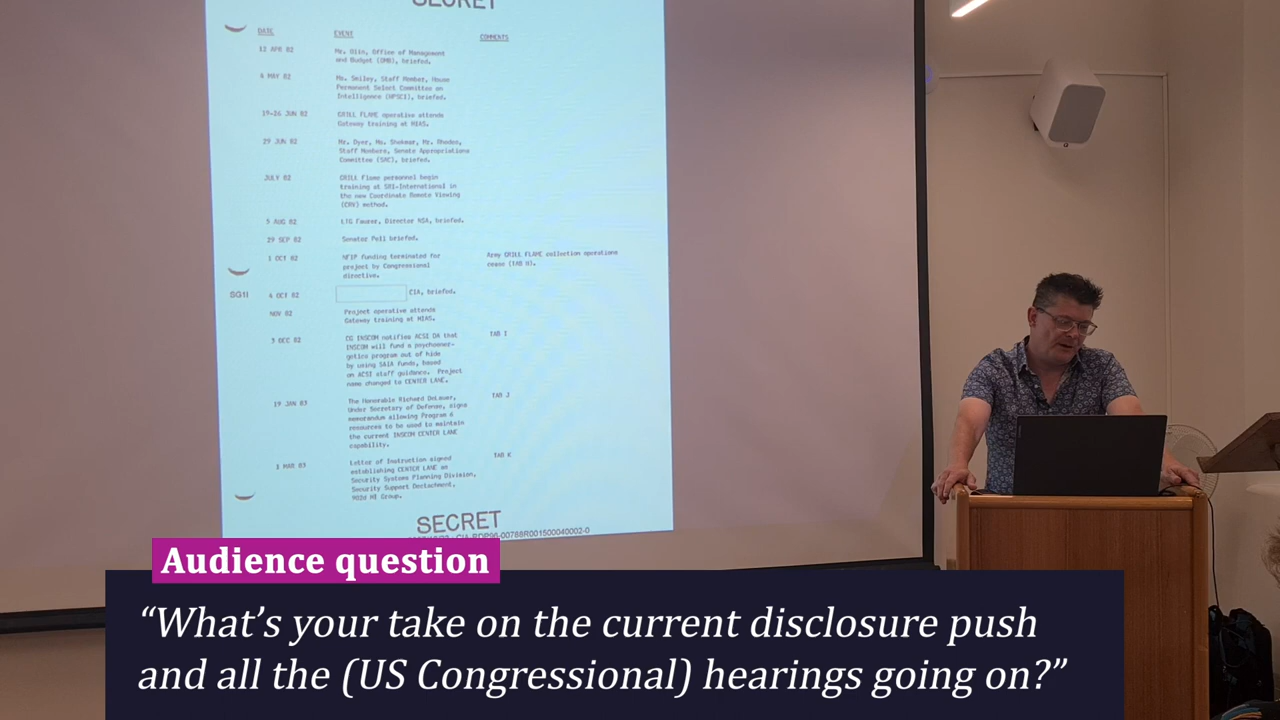 SECRET
DATE EVENT COMMENTS
12 APR 82 Mr. Olin, Office of Management
and Budget (OMB), briefed.
6 MAY 82 Ms. Smiley, Staff Member, House
Permanent Select Committee on
Intelligence (HPSCI), briefed.
19-26 JUN 82 GRILL FLAME operative attends
Gateway training at MIAS.
29 JUN 82 Mr. Dyer, Ms. Shokmar, Mr. Rhodes,
Staff Members, Senate Appropriations
Committee (SAC), briefed.
JULY 82 GRILL Flame personnel begin
training at SRI-International in
the new Coordinate Remote Viewing
(CRV) method.
5 AUG 82 LTG Faurer, Director NSA, briefed.
29 SEP 82 Senator Pell briefed.
1 OCT 82 NFIP funding terminated for Army GRILL FLAME collection operations
project by Congressional cease (TAB H).
directive.
SG1I 4 OCT 82 CIA, briefed.
NOV 82 Project operative attends
Gateway training at MIAS.
3 DEC 82 CG INSCOM notifies ACSI DA that TAB I
INSCOM will fund a psychoener-
getics program out of hide
by using SAIA funds, based
on ACSI staff guidance. Project
name changed to CENTER LANE.
19 JAN 83 The Honorable Richard DeLauer, TAB J
Under Secretary of Defense, signs
memorandum allowing Program 6
resources to be used to maintain
the current INSCOM CENTER LANE
capability.
MAR 83 Letter of Instruction signed TAB K
establishing CENTER LANE as
Security Systems Planning Division,
Security Support Detachment,
902d MI Group.
SECRET
CIA-RDP96-00788R001500040002-0
Audience question
“What’s your take on the current disclosure push
and all the (US Congressional) hearings going on?”